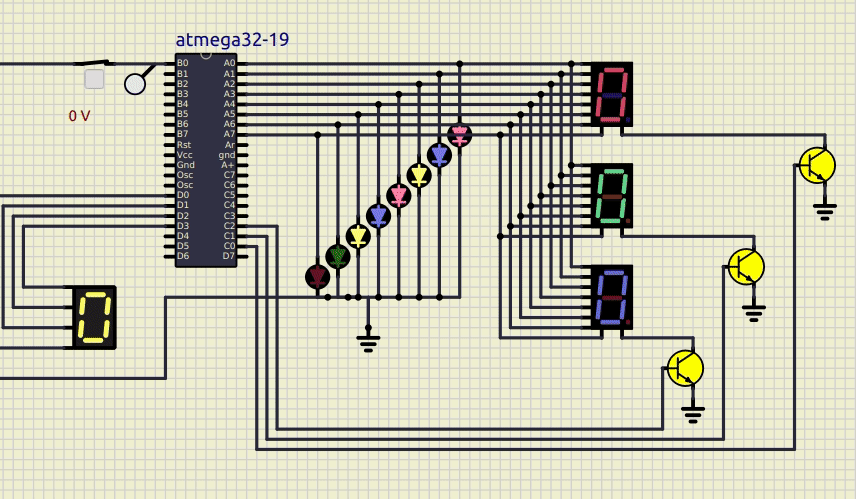 atmega32-19
B0 A0
B1 A1
B2 A2
B3 A3
B4 A4
B5 A5
B6 A6
B7 A7
Rst Ar
Vcc gnd
Gnd A+
Osc C7
Osc C6
D0 C5
D1 C4
D2 C3
D3 C2
D4 C1
D5 C0
D6 D7
0 V